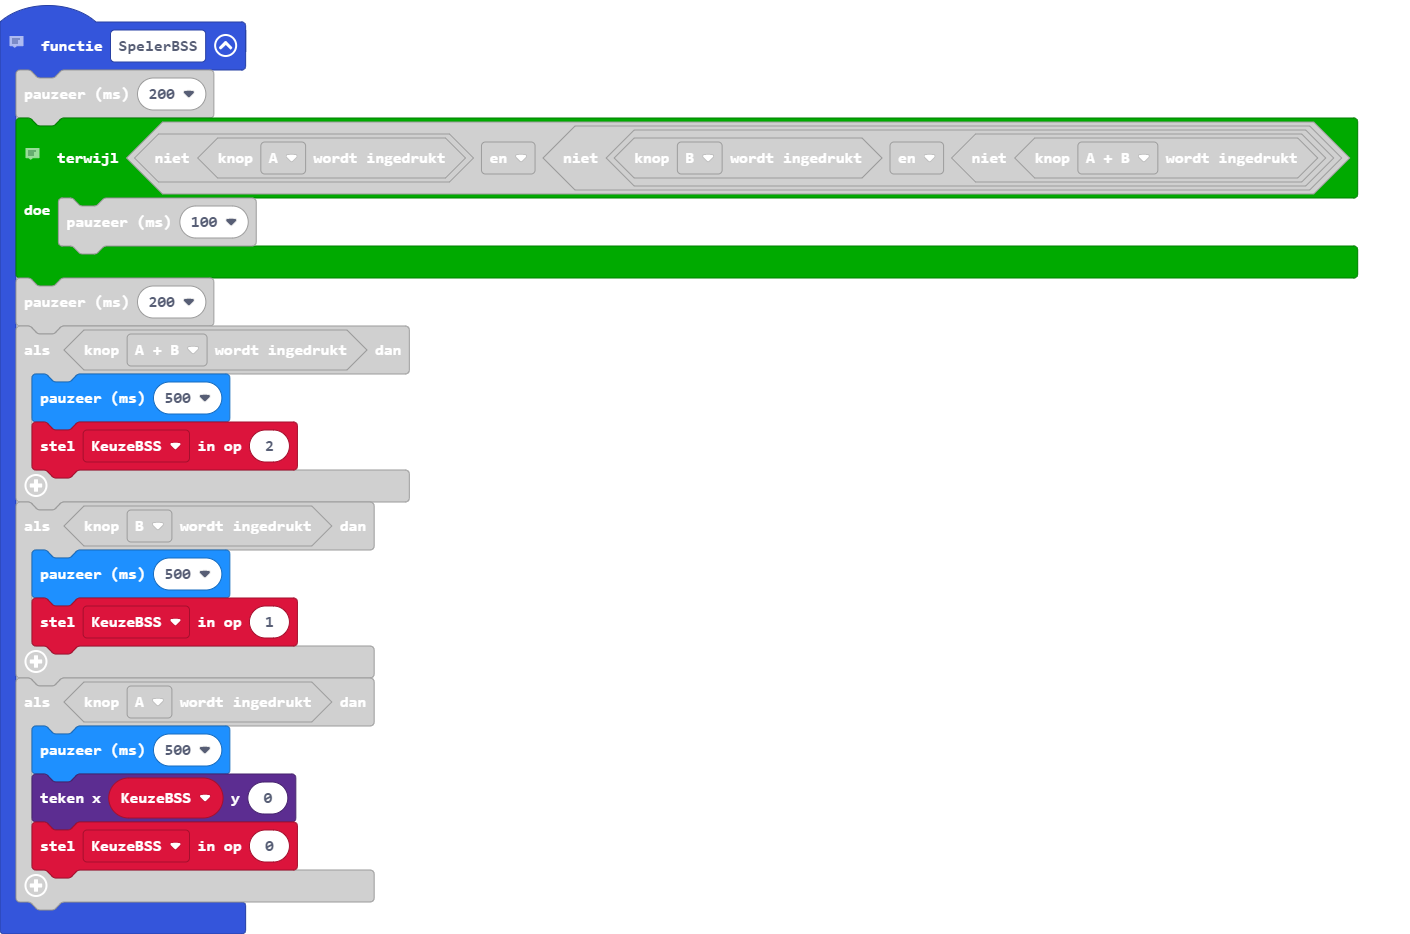 functie SpelerBSS
pauzeer (ms) 200
terwijl niet knop A wordt ingedrukt en niet knop B wordt ingedrukt en niet knop A + B wordt ingedrukt
doe pauzeer (ms) 100
pauzeer (ms) 200
als knop A + B wordt ingedrukt dan
pauzeer (ms) 500
stel KeuzeBSS in op 2
als knop B wordt ingedrukt dan
pauzeer (ms) 500
stel KeuzeBSS in op 1
als knop A wordt ingedrukt dan
pauzeer (ms) 500
teken x KeuzeBSS y 0
stel KeuzeBSS in op 0